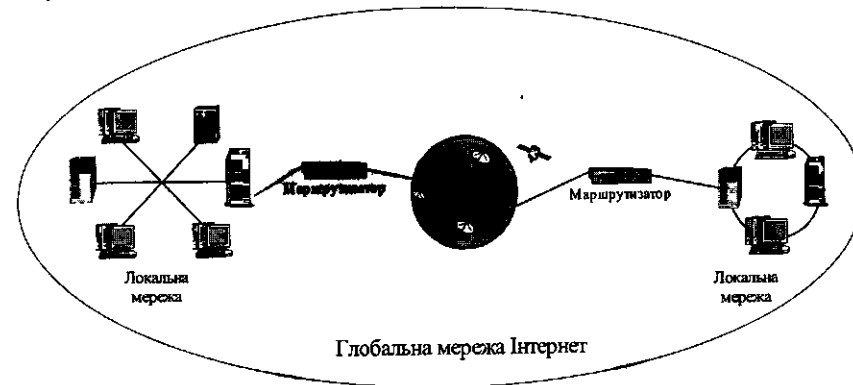 Маршрутизатор
Маршрутизатор
Локальна
мережа
Локальна
мережа
Глобальна мережа Інтернет